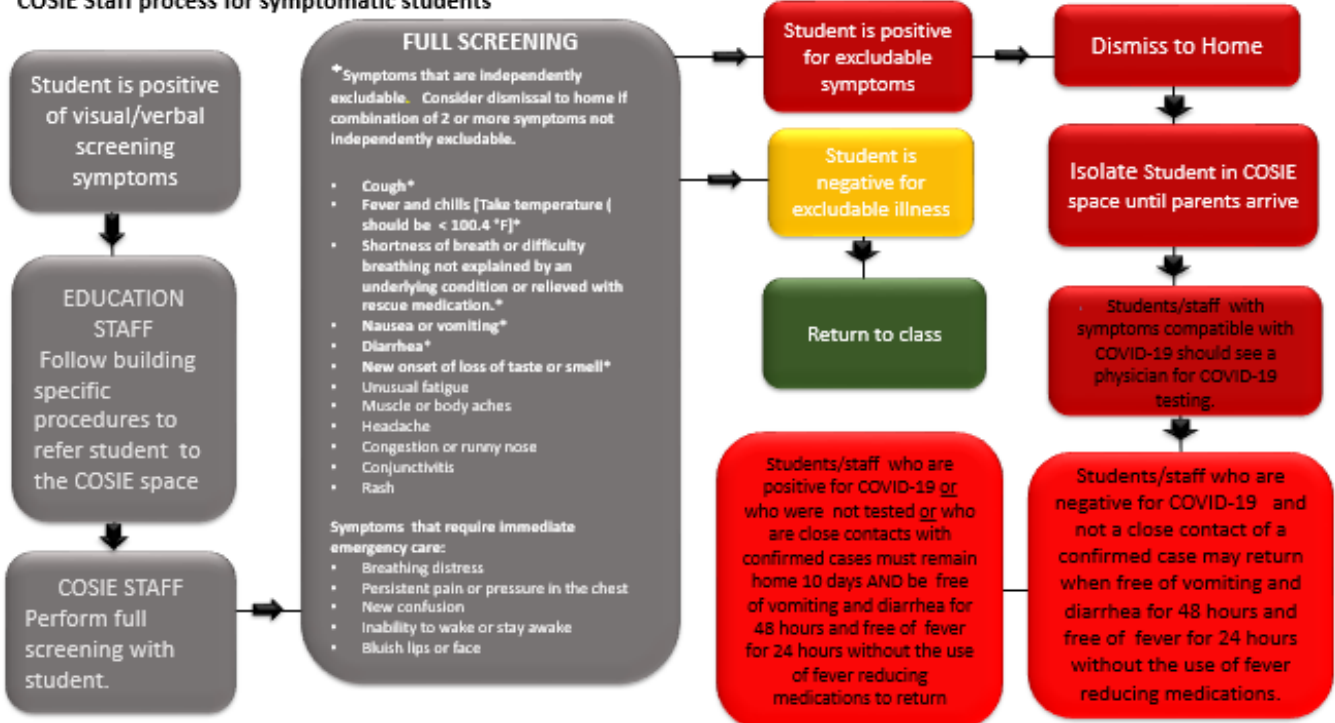 COSIE Staff process for symptomatic students
Student is positive
of visual/verbal
screening
symptoms
EDUCATION
STAFF
Follow building
specific
procedures to
refer student to
the COSIE space
COSIE STAFF
Perform full
screening with
student.
FULL SCREENING
*Symptoms that are independently
excludable. Consider dismissal to home if
combination of 2 or more symptoms not
independently excludable.
• Cough*
• Fever and chills [Take temperature (
should be < 100.4 °F]*
• Shortness of breath or difficulty
breathing not explained by an
underlying condition or relieved with
rescue medication.*
• Nausea or vomiting*
• Diarrhea*
• New onset of loss of taste or smell*
• Unusual fatigue
• Muscle or body aches
• Headache
• Congestion or runny nose
• Conjunctivitis
• Rash
Symptoms that require immediate
emergency care:
• Breathing distress
• Persistent pain or pressure in the chest
• New confusion
• Inability to wake or stay awake
• Bluish lips or face
Student is positive
for excludable
symptoms
Student is
negative for
excludable illness
Return to class
Dismiss to Home
Isolate Student in COSIE
space until parents arrive
Students/staff with
symptoms compatible with
COVID-19 should see a
physician for COVID-19
testing.
Students/staff who are
negative for COVID-19 and
not a close contact of a
confirmed case may return
when free of vomiting and
diarrhea for 48 hours and
free of fever for 24 hours
without the use of fever
reducing medications.
Students/staff who are
positive for COVID-19 or
who were not tested or who
are close contacts with
confirmed cases must remain
home 10 days AND be free
of vomiting and diarrhea for
48 hours and free of fever
for 24 hours without the use
of fever reducing
medications to return